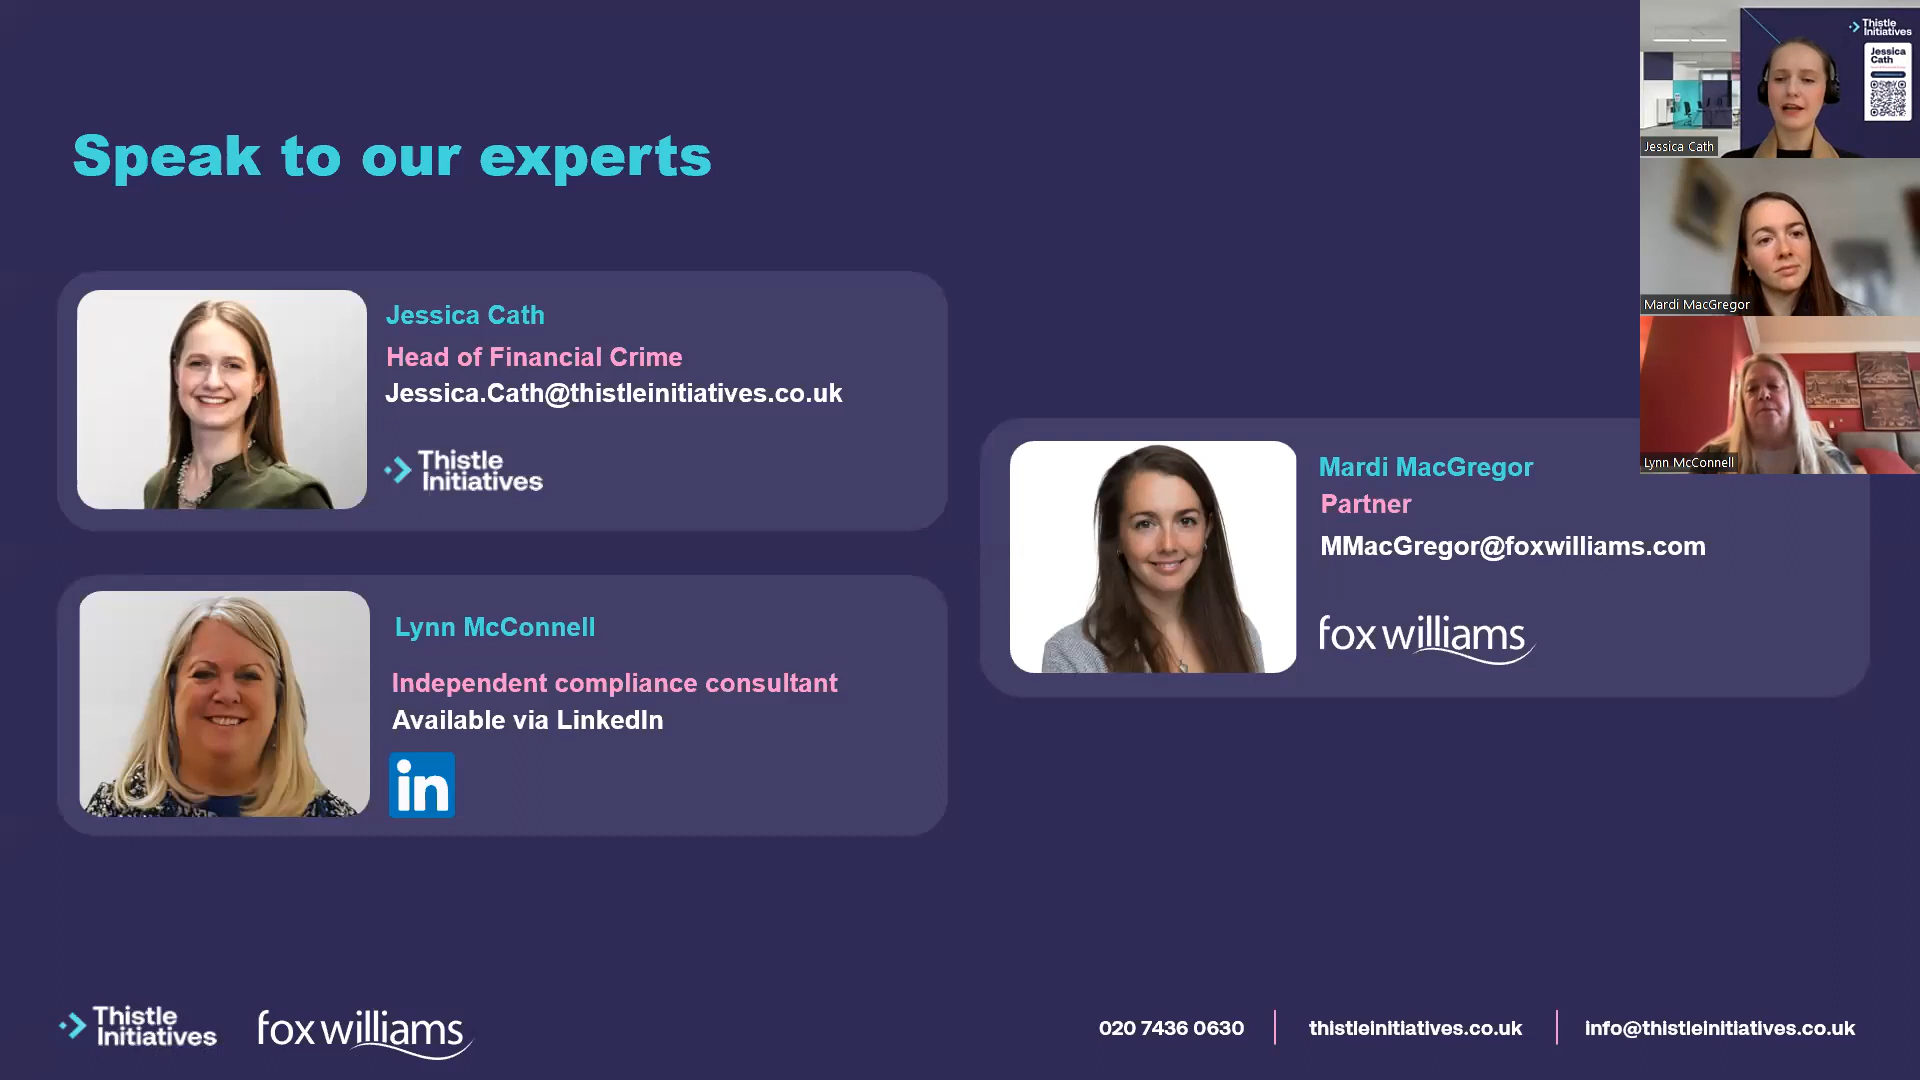 Speak to our experts
Jessica Cath
Head of Financial Crime
Jessica.Cath@thistleinitiatives.co.uk
Thistle
Initiatives
Lynn McConnell
Independent compliance consultant
Available via LinkedIn
in
Mardi MacGregor
Partner
MMacGregor@foxwilliams.com
fox williams
Thistle
Initiatives
Jessica
Cath
Jessica Cath
Mardi MacGregor
Lynn McConnell
Thistle
Initiatives
fox williams
020 7436 0630
thistleinitiatives.co.uk
info@thistleinitiatives.co.uk